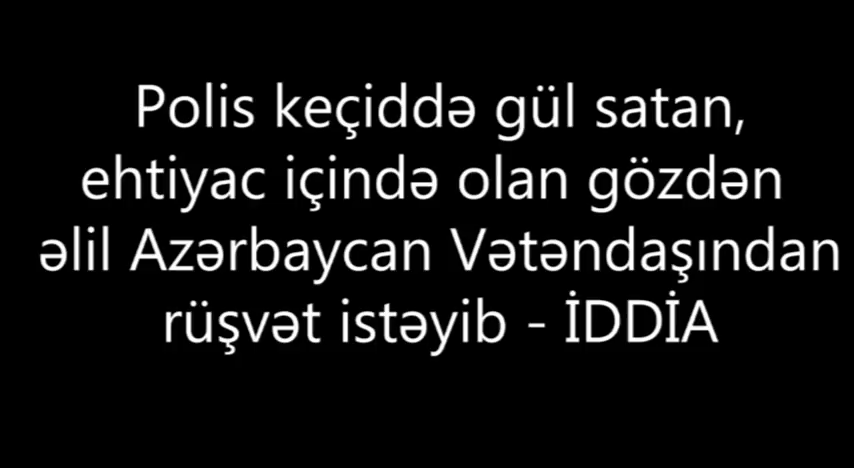 Polis keçiddə gül satan,
ehtiyac içində olan gözdən
əlil Azərbaycan Vətəndaşından
rüşvət istəyib - İDDİA